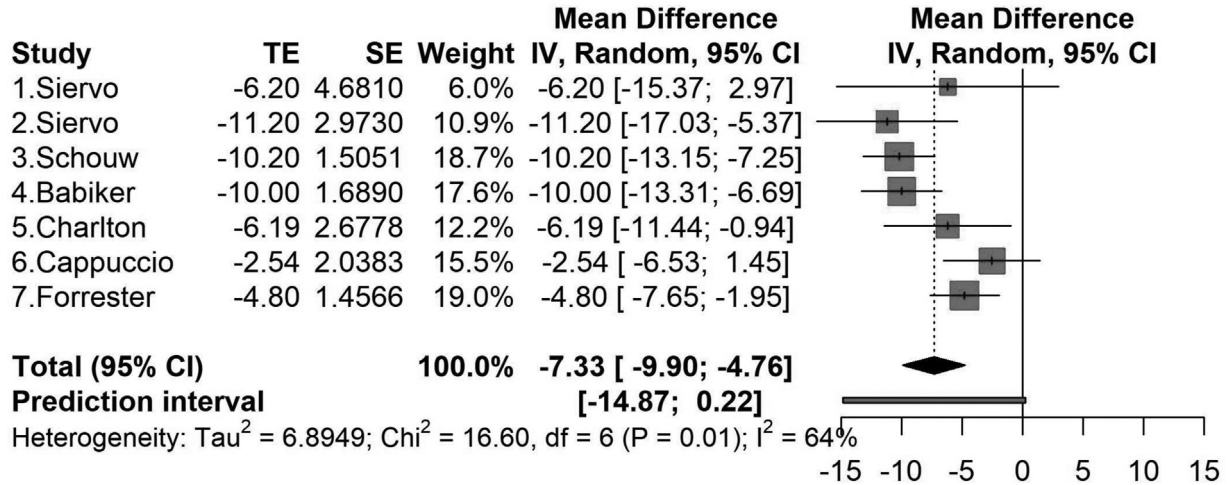 Mean Difference Mean Difference
Study TE SE Weight IV, Random, 95% CI IV, Random, 95% CI
1.Siervo -6.20 4.6810 6.0% -6.20 [-15.37; 2.97]
2.Siervo -11.20 2.9730 10.9% -11.20 [-17.03; -5.37]
3.Schouw -10.20 1.5051 18.7% -10.20 [-13.15; -7.25]
4.Babiker -10.00 1.6890 17.6% -10.00 [-13.31; -6.69]
5.Charlton -6.19 2.6778 12.2% -6.19 [-11.44; -0.94]
6.Cappuccio -2.54 2.0383 15.5% -2.54 [ -6.53; 1.45]
7.Forrester -4.80 1.4566 19.0% -4.80 [ -7.65; -1.95]
Total (95% CI) 100.0% -7.33 [ -9.90; -4.76]
Prediction interval [-14.87; 0.22]
Heterogeneity: Tau² = 6.8949; Chi² = 16.60, df = 6 (P = 0.01); I² = 64%
-15 -10 -5 0 5 10 15